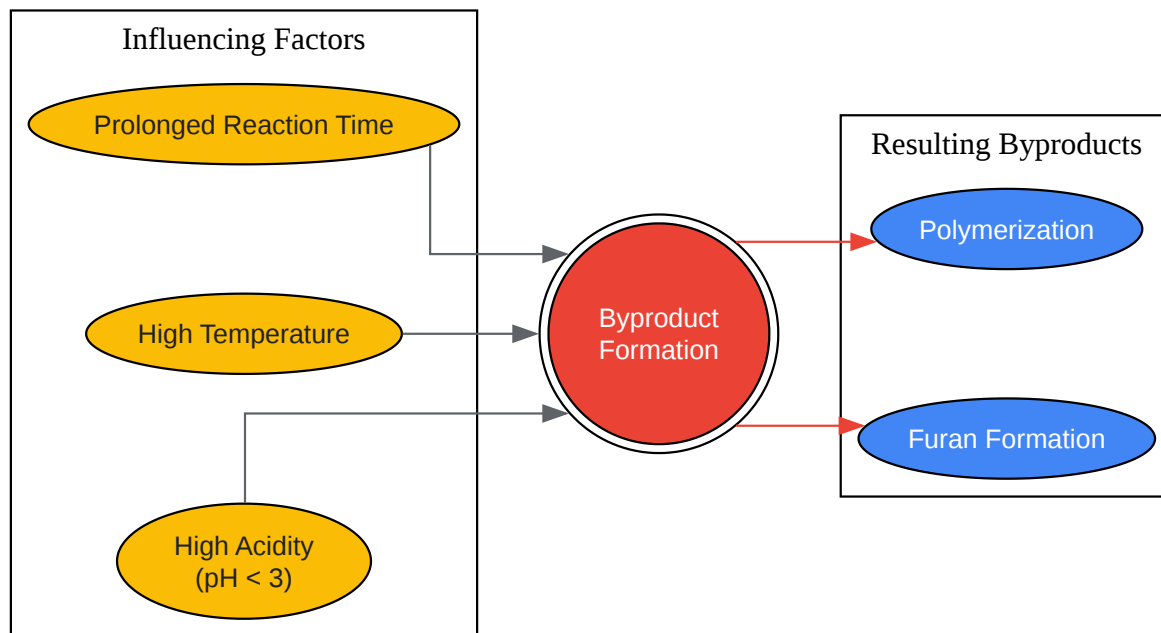 Influencing Factors
Prolonged Reaction Time
High Temperature
High Acidity
(pH < 3)
Byproduct
Formation
Resulting Byproducts
Polymerization
Furan Formation